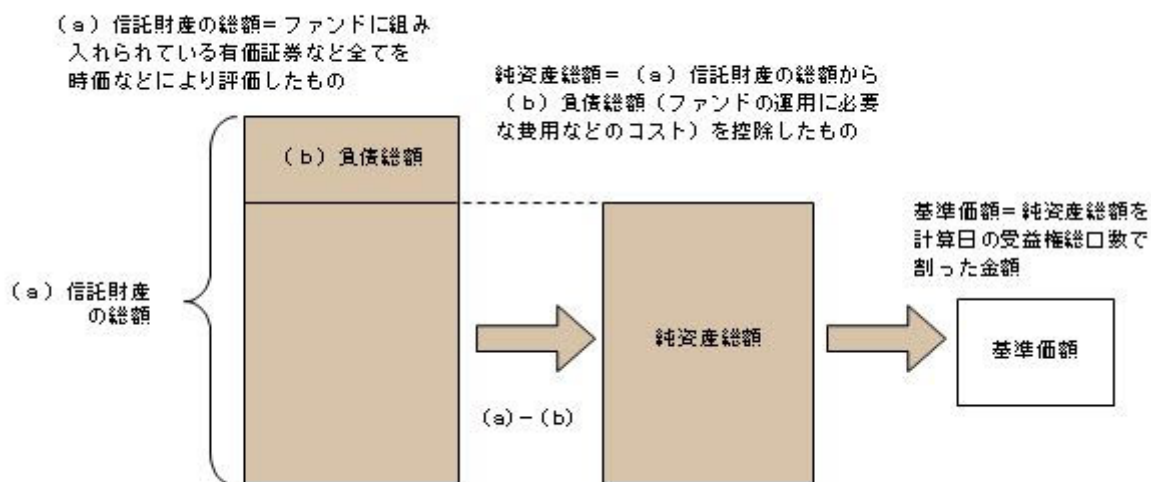 (a) 信託財産の総額=ファンドに組み
入れられている有価証券など全てを
時価などにより評価したもの
純資産総額= (a) 信託財産の総額から
(b) 負債総額(ファンドの運用に必要
な費用などのコスト)を控除したもの
(b) 負債総額
基準価額=純資産総額を
計算日の受益権総口数で
割った金額
(a) 信託財産
の総額
純資産総額
基準価額
(a)-(b)